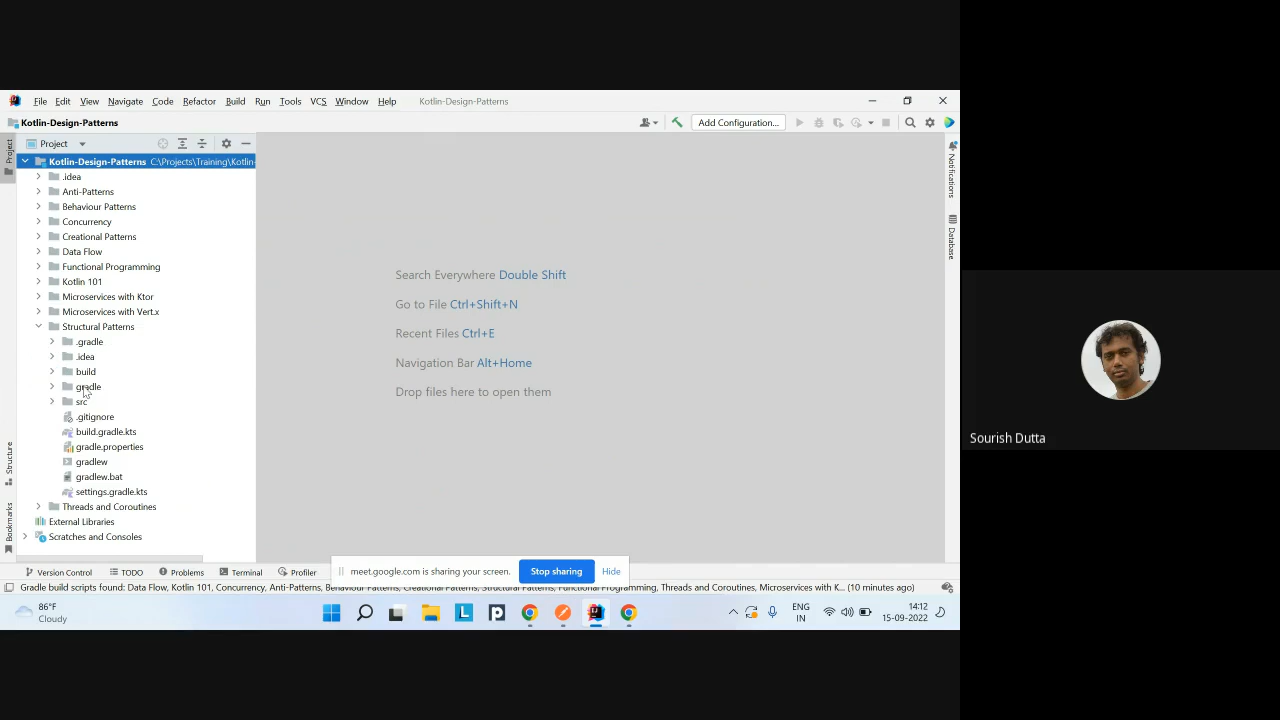 File Edit View Navigate Code Refactor Build Run Tools VCS Window Help Kotlin-Design-Patterns
Kotlin-Design-Patterns
Add Configuration...
Project
Project
Kotlin-Design-Patterns C:\Projects\Training\Kotlin-
.idea
Anti-Patterns
Behaviour Patterns
Concurrency
Creational Patterns
Data Flow
Functional Programming
Kotlin 101
Microservices with Ktor
Microservices with Vert.x
Structural Patterns
.gradle
.idea
build
gradle
src
.gitignore
build.gradle.kts
gradle.properties
gradlew
gradlew.bat
settings.gradle.kts
Threads and Coroutines
External Libraries
Scratches and Consoles
Structure
Bookmarks
Search Everywhere Double Shift
Go to File Ctrl+Shift+N
Recent Files Ctrl+E
Navigation Bar Alt+Home
Drop files here to open them
Notifications
Database
Sourish Dutta
meet.google.com is sharing your screen. Stop sharing Hide
Version Control TODO Problems Terminal Profiler
Gradle build scripts found: Data Flow, Kotlin 101, Concurrency, Anti-Patterns, Behaviour Patterns, Creational Patterns, Structural Patterns, Functional Programming, Threads and Coroutines, Microservices with K... (10 minutes ago)
86°F
Cloudy
ENG
IN
14:12
15-09-2022